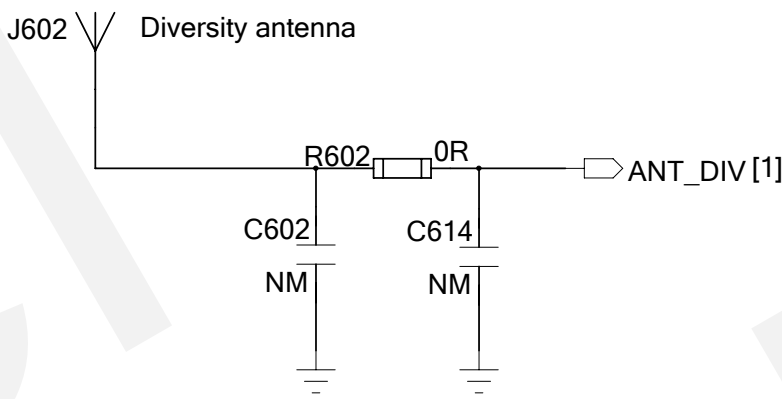 J602 Diversity antenna
R602 0R ANT_DIV [1]
C602 C614
NM NM